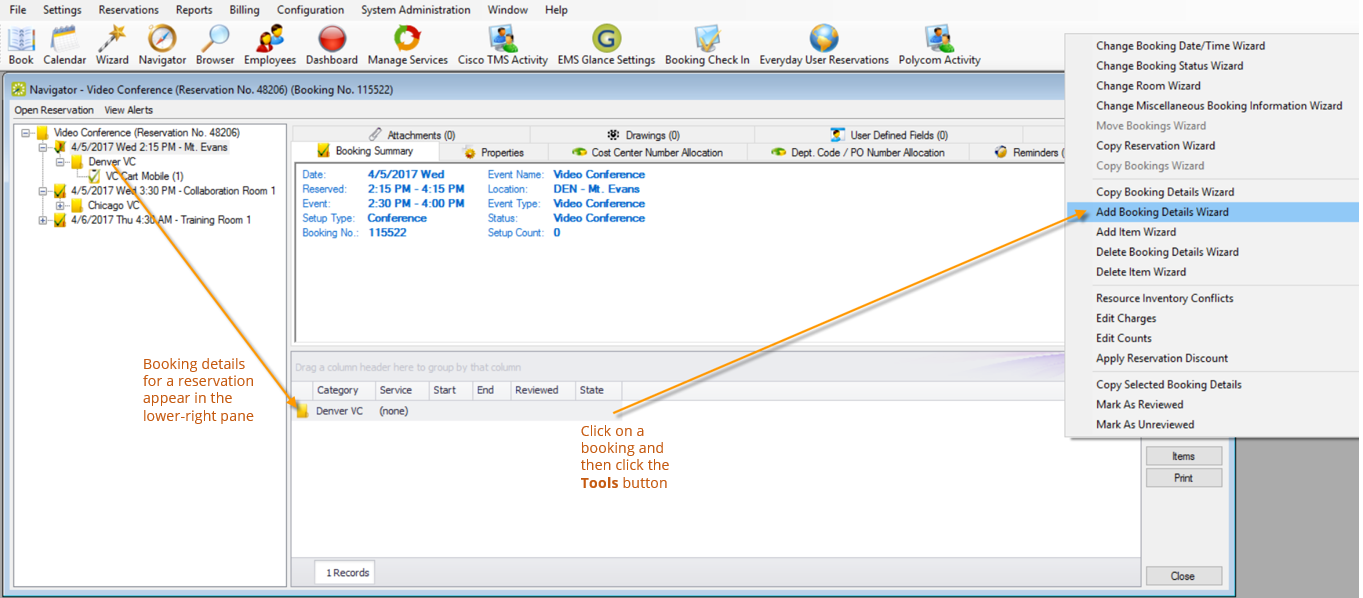 File Settings Reservations Reports Billing Configuration System Administration Window Help
Book Calendar Wizard Navigator Browser Employees Dashboard Manage Services Cisco TMS Activity EMS Glance Settings Booking Check In Everyday User Reservations Polycom Activity
Navigator - Video Conference (Reservation No. 48206) (Booking No. 115522)
Open Reservation View Alerts
Video Conference (Reservation No. 48206)
4/5/2017 Wed 2:15 PM - Mt. Evans
Denver VC
VC Cart Mobile (1)
4/5/2017 Wed 3:30 PM - Collaboration Room 1
Chicago VC
4/6/2017 Thu 4:30 AM - Training Room 1
Attachments (0) Drawings (0) User Defined Fields (0)
Booking Summary Properties Cost Center Number Allocation Dept. Code / PO Number Allocation Reminders (
Date: 4/5/2017 Wed Event Name: Video Conference
Reserved: 2:15 PM - 4:15 PM Location: DEN - Mt. Evans
Event: 2:30 PM - 4:00 PM Event Type: Video Conference
Setup Type: Conference Status: Video Conference
Booking No.: 115522 Setup Count: 0
Drag a column header here to group by that column
Category Service Start End Reviewed State
Denver VC (none)
1 Records
Booking details
for a reservation
appear in the
lower-right pane
Click on a
booking and
then click the
Tools button
Change Booking Date/Time Wizard
Change Booking Status Wizard
Change Room Wizard
Change Miscellaneous Booking Information Wizard
Move Bookings Wizard
Copy Reservation Wizard
Copy Bookings Wizard
Copy Booking Details Wizard
Add Booking Details Wizard
Add Item Wizard
Delete Booking Details Wizard
Delete Item Wizard
Resource Inventory Conflicts
Edit Charges
Edit Counts
Apply Reservation Discount
Copy Selected Booking Details
Mark As Reviewed
Mark As Unreviewed
Items
Print
Close